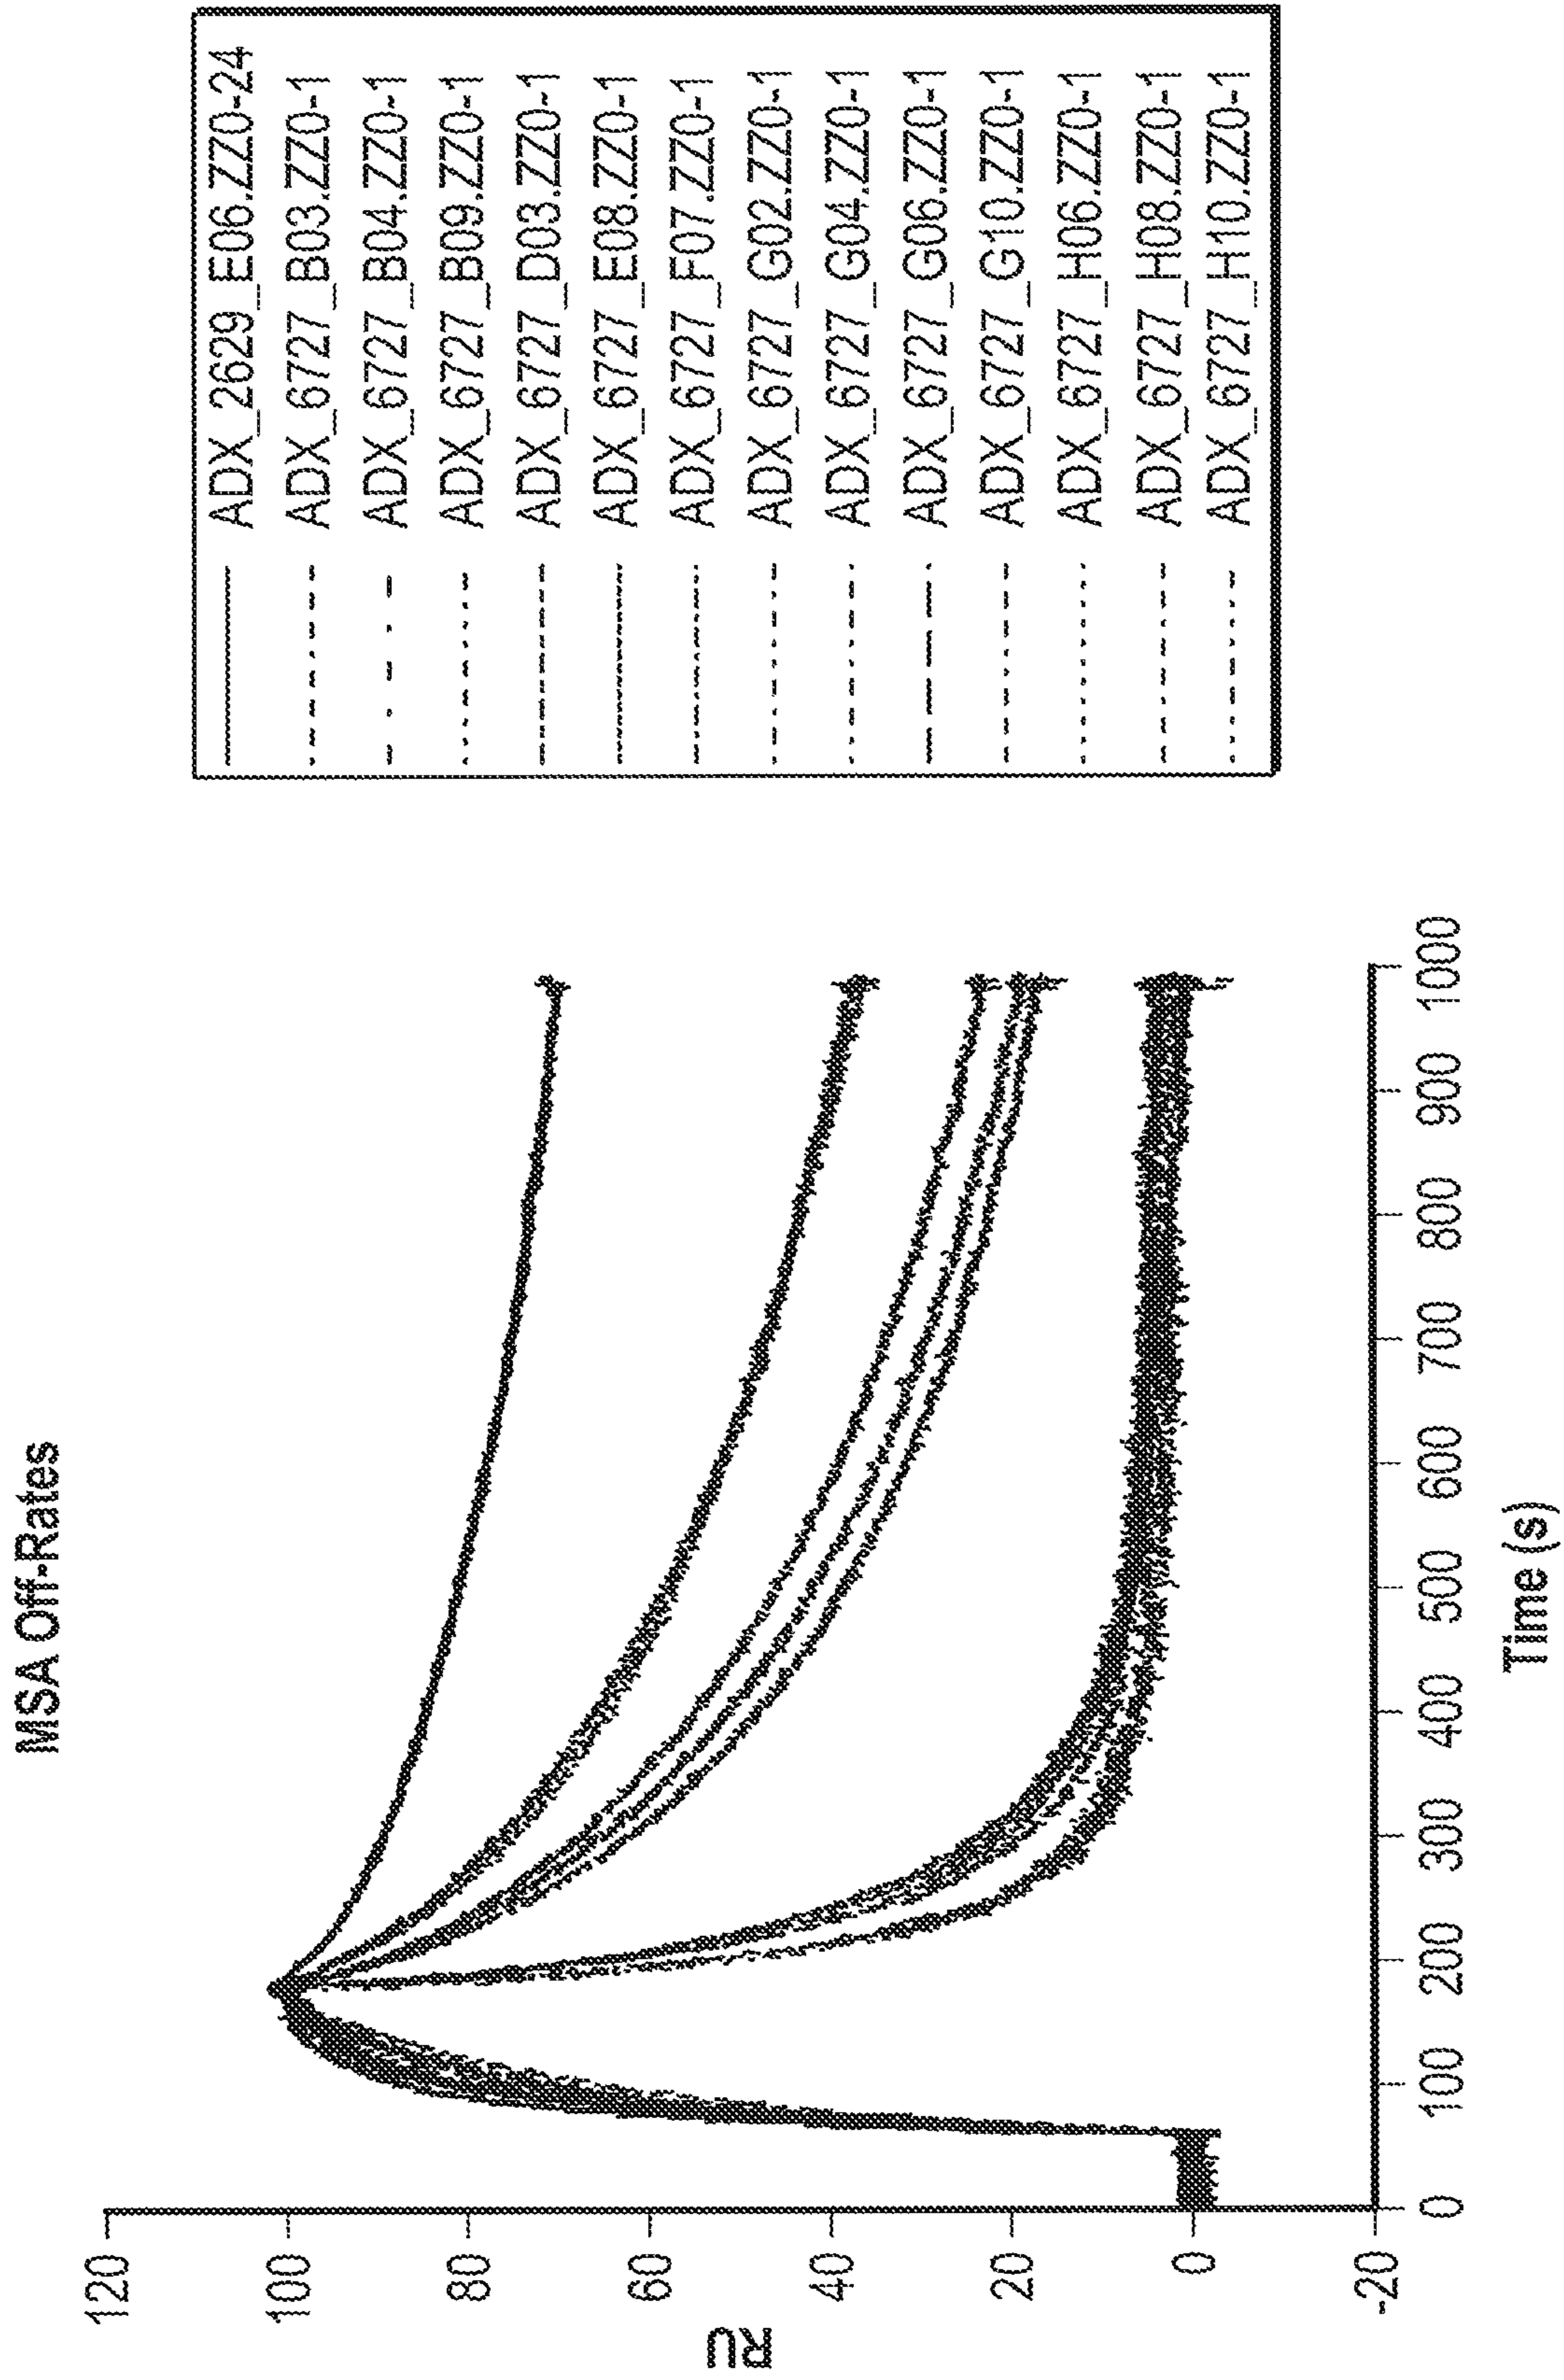 MSA Off-Rates
120
100
80
60
40
20
0
-20
RU
0 100 200 300 400 500 600 700 800 900 1000
Time (s)
ADX_2629_E06.ZZ0-24
ADX_6727_B03.ZZ0-1
ADX_6727_B04.ZZ0-1
ADX_6727_B09.ZZ0-1
ADX_6727_D03.ZZ0-1
ADX_6727_E08.ZZ0-1
ADX_6727_F07.ZZ0-1
ADX_6727_G02.ZZ0-1
ADX_6727_G04.ZZ0-1
ADX_6727_G06.ZZ0-1
ADX_6727_G10.ZZ0-1
ADX_6727_H06.ZZ0-1
ADX_6727_H08.ZZ0-1
ADX_6727_H10.ZZ0-1